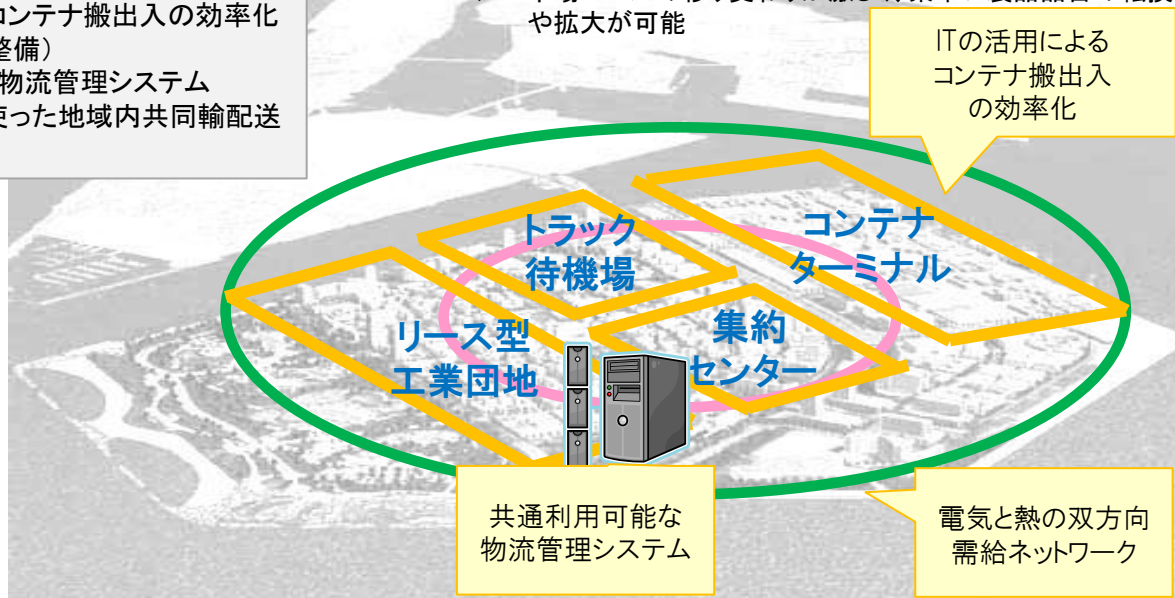 コンテナ搬出入の効率化
整備）
物流管理システム
使った地域内共同輸配送
や拡大が可能
ITの活用による
コンテナ搬出入
の効率化
トラック
待機場
コンテナ
ターミナル
リース型
工業団地
集約
センター
共通利用可能な
物流管理システム
電気と熱の双方向
需給ネットワーク